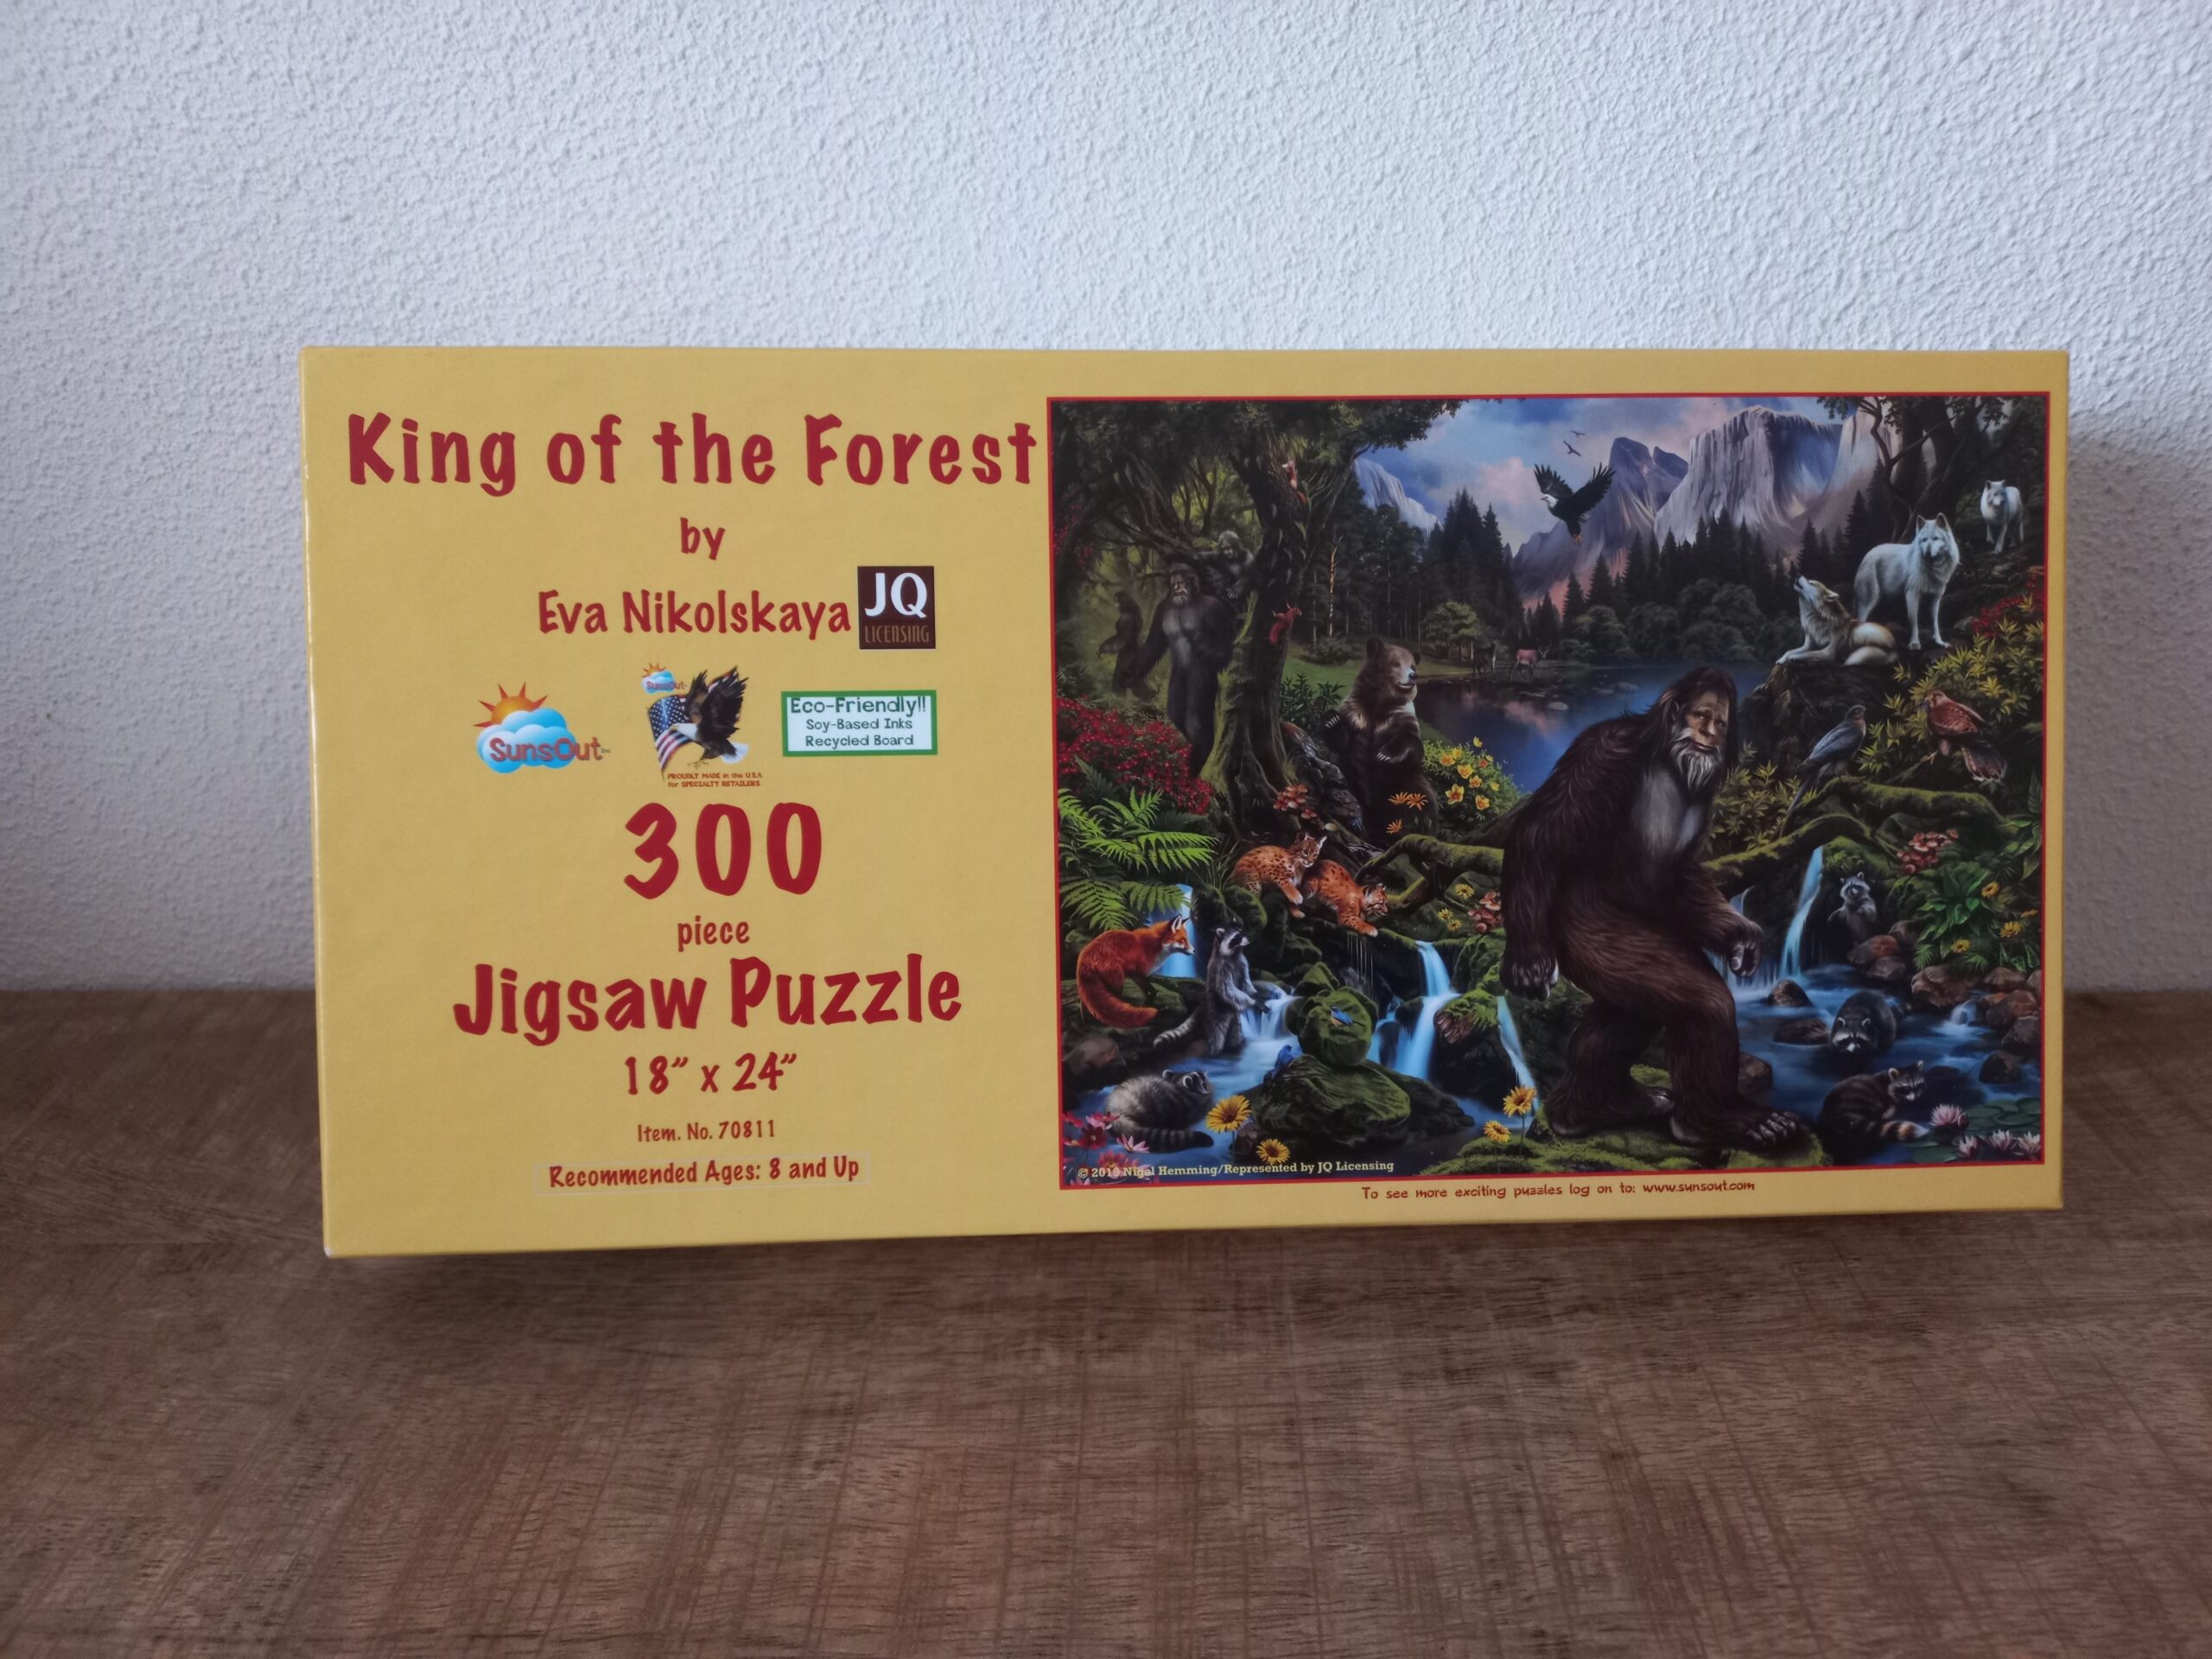 King of the Forest
by
Eva Nikolskaya
JQ
LICENSING
SunsOut Inc
SunsOut
PROUDLY MADE in the U.S.A
for SPECIALTY RETAILERS
Eco-Friendly!!
Soy-Based Inks
Recycled Board
300
piece
Jigsaw Puzzle
18" x 24"
Item. No. 70811
Recommended Ages: 8 and Up
© 2019 Nigel Hemming/Represented by JQ Licensing
To see more exciting puzzles log on to: www.sunsout.com